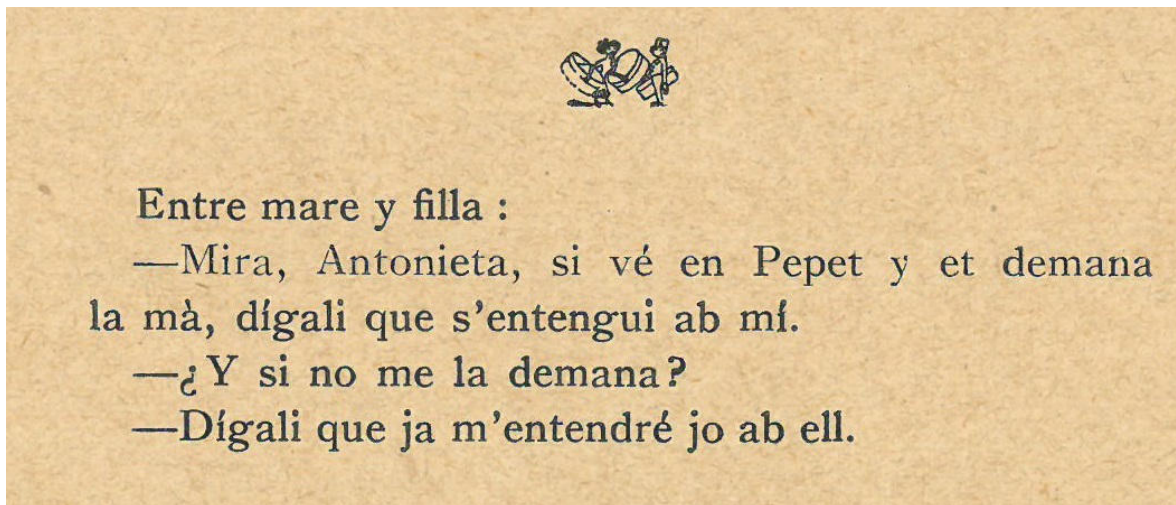 Entre mare y filla :
—Mira, Antonieta, si vé en Pepet y et demana
la mà, dígali que s’entengui ab mí.
—¿Y si no me la demana?
—Dígali que ja m’entendré jo ab ell.